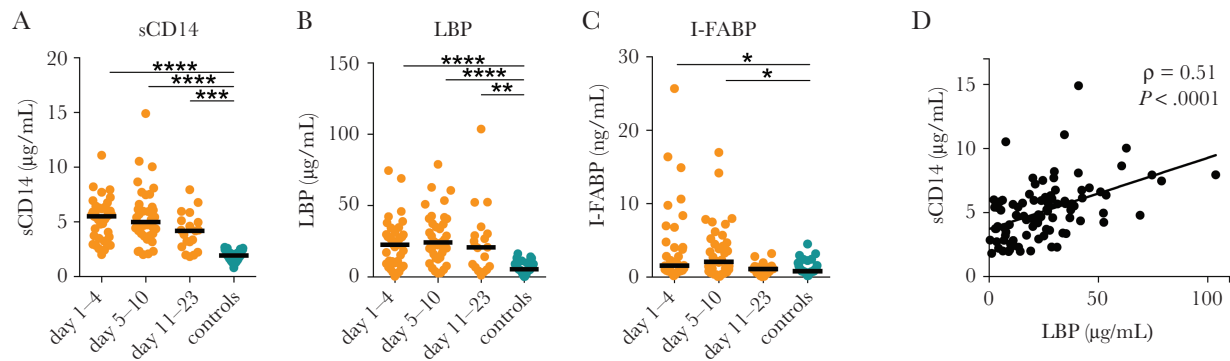 A
sCD14
sCD14 (μg/mL)
20
15
10
5
0
****
****
***
day 1–4
day 5–10
day 11–23
controls
B
LBP
LBP (μg/mL)
150
100
50
0
****
****
**
day 1–4
day 5–10
day 11–23
controls
C
I-FABP
I-FABP (ng/mL)
30
20
10
0
*
*
day 1–4
day 5–10
day 11–23
controls
D
ρ = 0.51
P < .0001
sCD14 (μg/mL)
15
10
5
0
0
50
100
LBP (μg/mL)